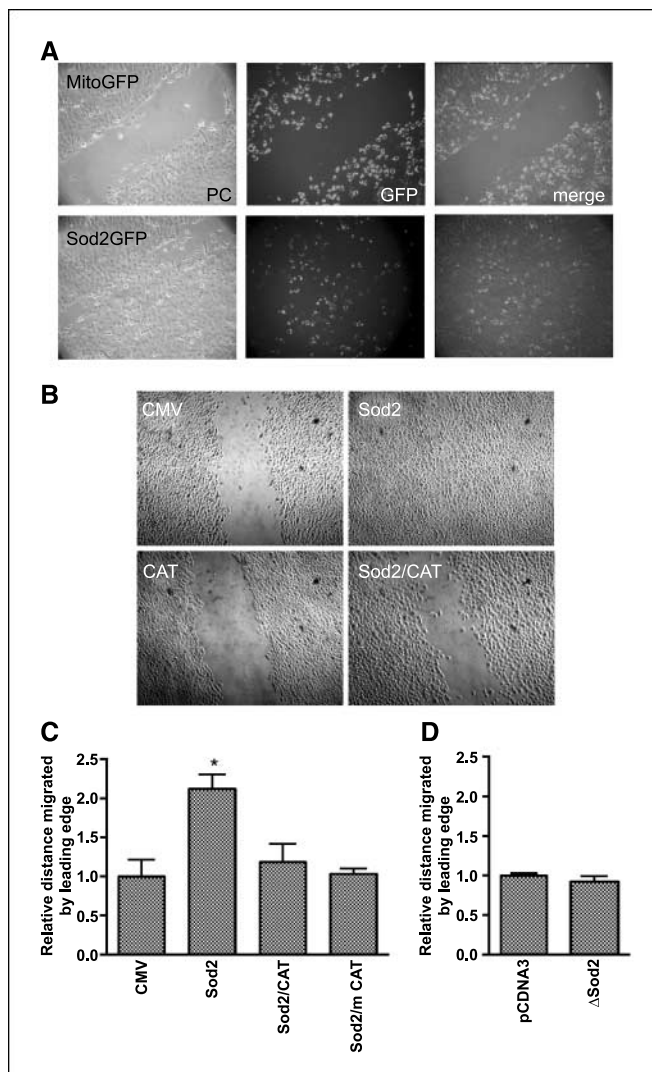 A
MitoGFP
PC
GFP
merge
Sod2GFP
B
CMV
Sod2
CAT
Sod2/CAT
C
Relative distance migrated
by leading edge
2.5
2.0
1.5
1.0
0.5
0.0
*
CMV
Sod2
Sod2/CAT
Sod2/m CAT
D
Relative distance migrated
by leading edge
2.5
2.0
1.5
1.0
0.5
0.0
pCDNA3
ΔSod2